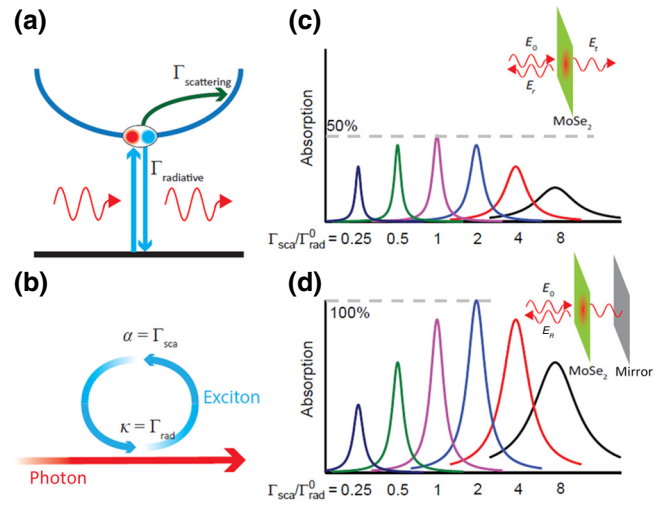 (a)
Γscattering
Γradiative
(b)
α = Γsca
Exciton
κ = Γrad
Photon
(c)
E0
Et
Er
MoSe2
50%
Absorption
Γsca/Γ0rad = 0.25 0.5 1 2 4 8
(d)
E0
ER
100%
MoSe2 Mirror
Absorption
Γsca/Γ0rad = 0.25 0.5 1 2 4 8